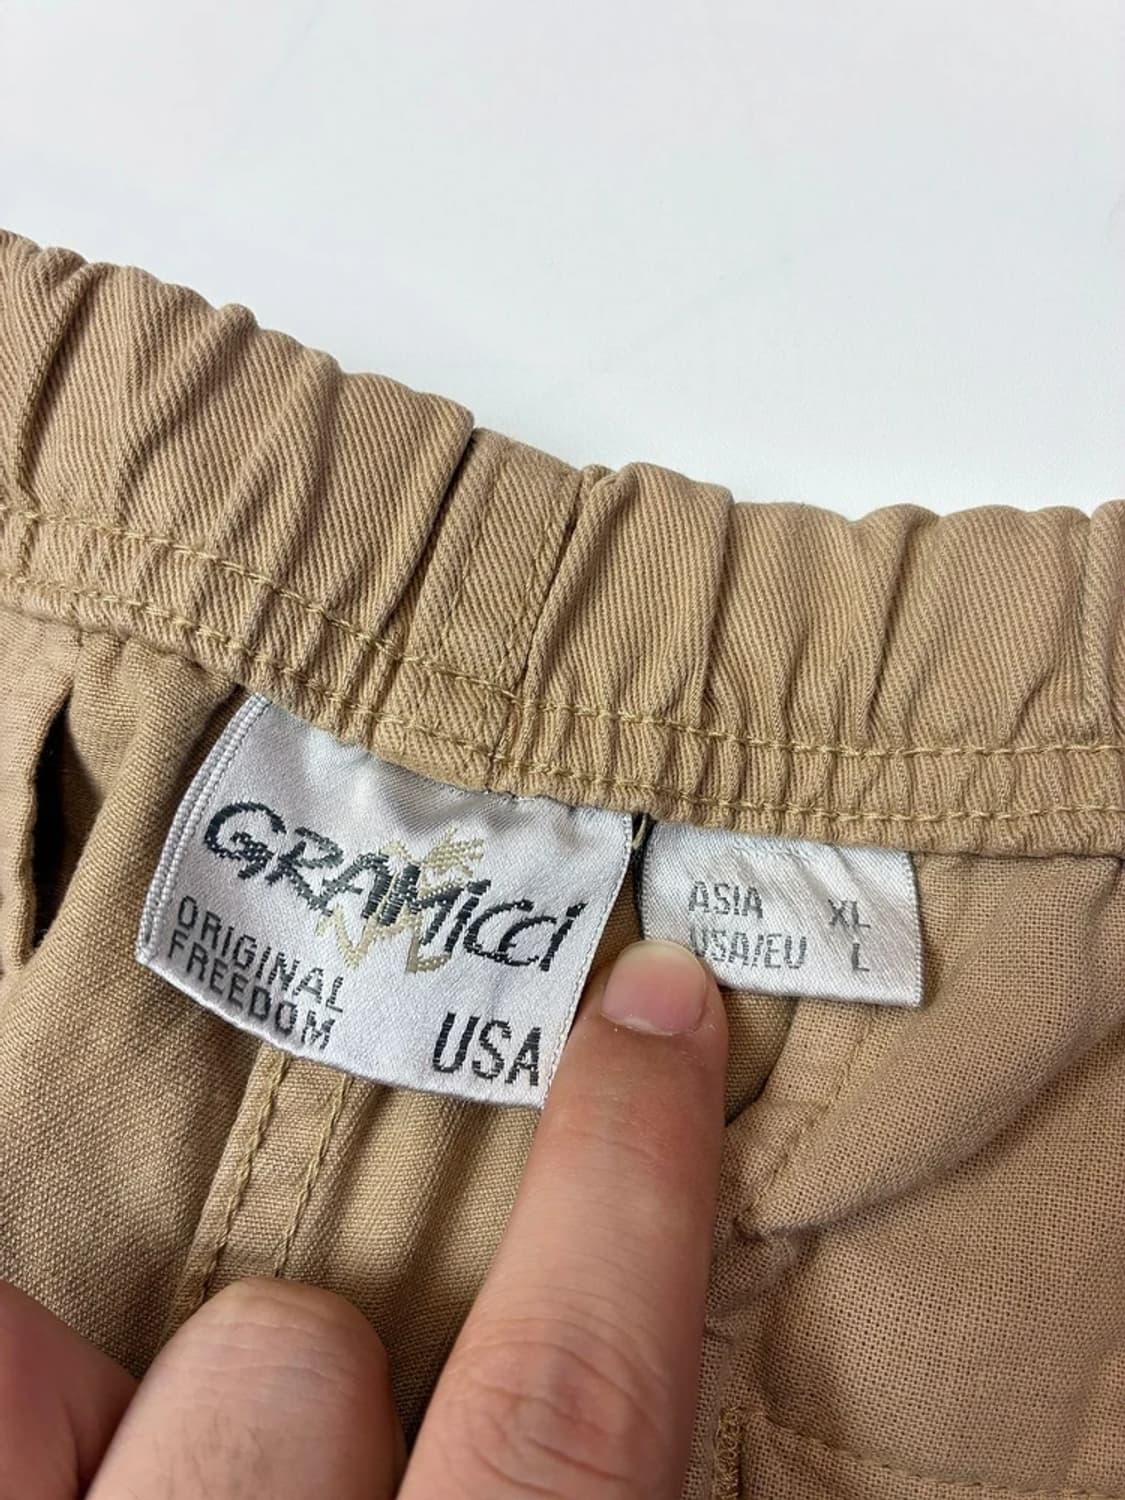 GRAMICCI
ORIGINAL
FREEDOM
USA
ASIA XL
USA/EU L